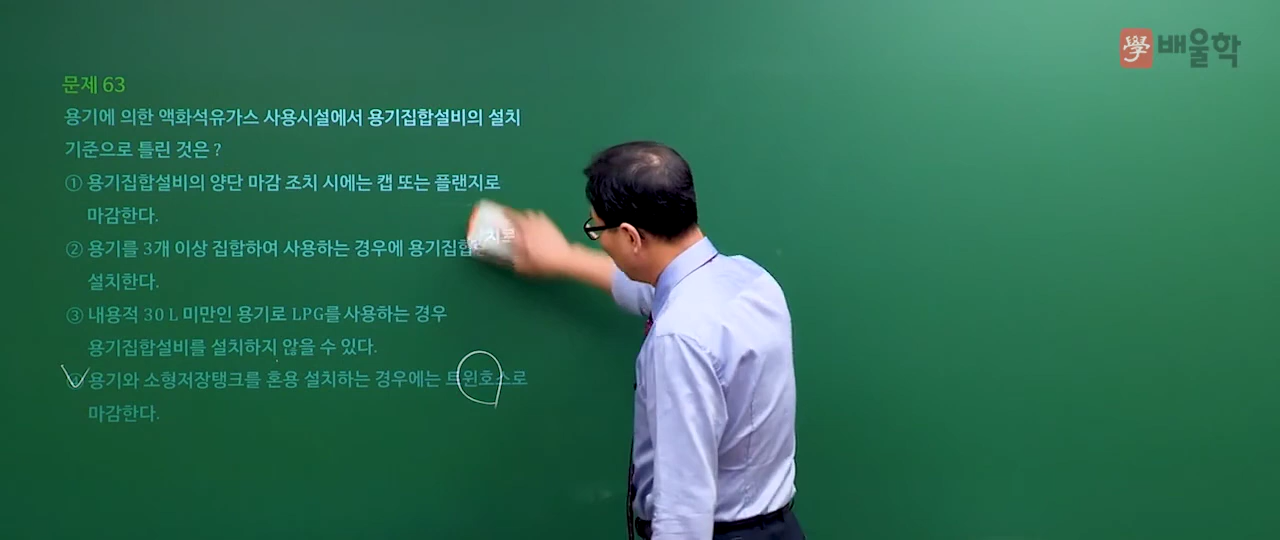 學 배울학
문제 63
용기에 의한 액화석유가스 사용시설에서 용기집합설비의 설치
기준으로 틀린 것은 ?
① 용기집합설비의 양단 마감 조치 시에는 캡 또는 플랜지로
마감한다.
② 용기를 3개 이상 집합하여 사용하는 경우에 용기집합
설치한다.
③ 내용적 30 L 미만인 용기로 LPG를 사용하는 경우
용기집합설비를 설치하지 않을 수 있다.
④ 용기와 소형저장탱크를 혼용 설치하는 경우에는 트윈호스로
마감한다.